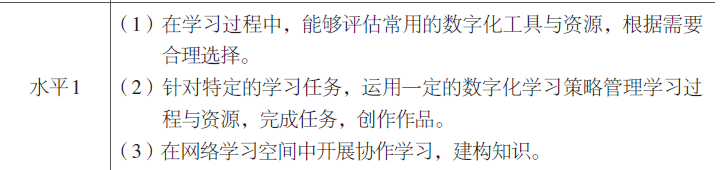 (1)在学习过程中，能够评估常用的数字化工具与资源，根据需要
合理选择。
水平1
(2)针对特定的学习任务，运用一定的数字化学习策略管理学习过
程与资源，完成任务，创作作品。
(3)在网络学习空间中开展协作学习，建构知识。